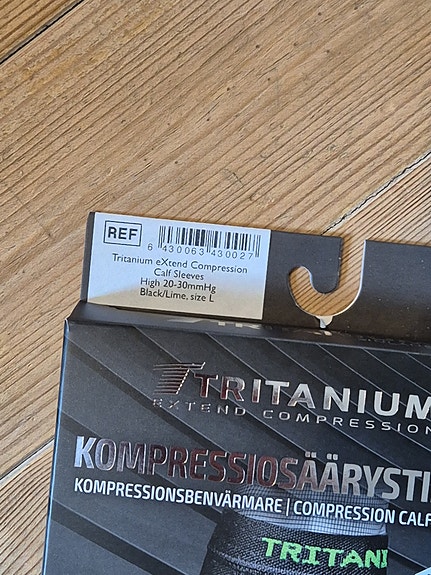 REF
6 430063 430027
Tritanium eXtend Compression
Calf Sleeves
High 20-30mmHg
Black/Lime, size L
TRITANIUM
EXTEND COMPRESSION
KOMPRESSIOSÄÄRYSTI
KOMPRESSIONSBENVÄRMARE | COMPRESSION CALF
TRITANI